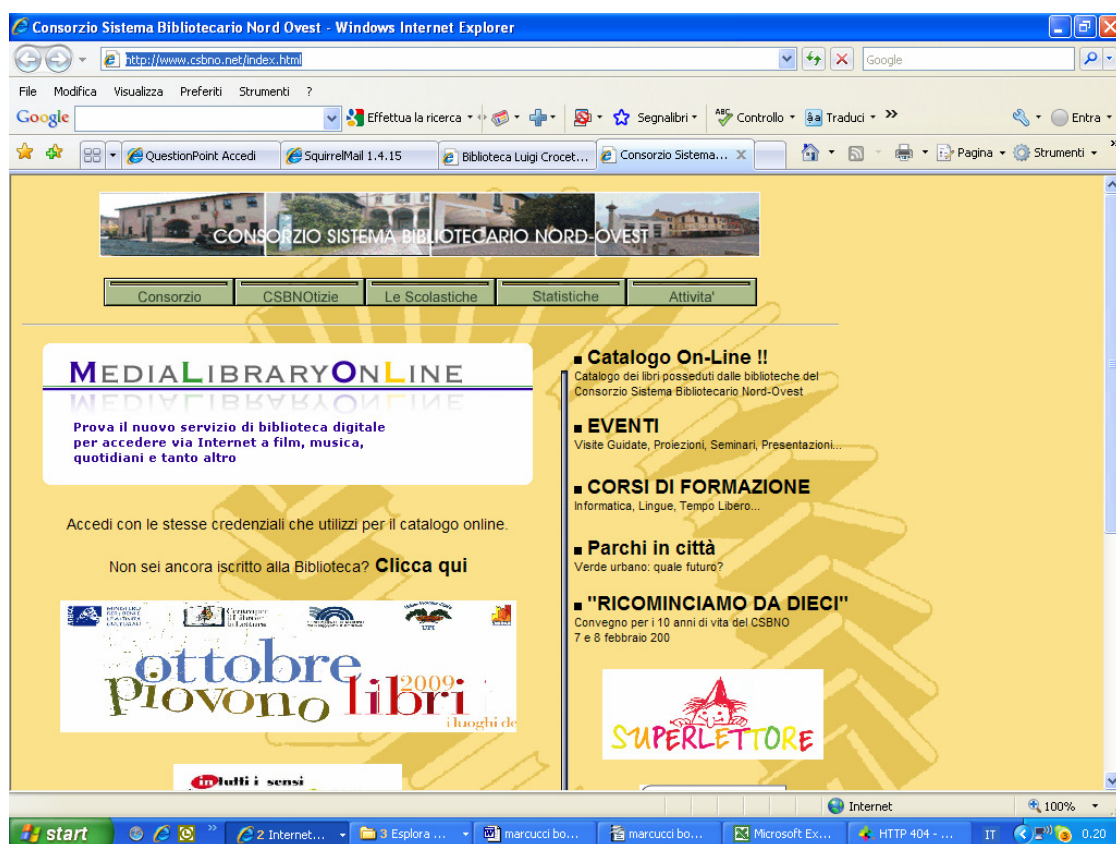 Consorzio Sistema Bibliotecario Nord Ovest - Windows Internet Explorer
http://www.csbno.net/index.html
Google
File Modifica Visualizza Preferiti Strumenti ?
Google Effettua la ricerca Segnalibri Controllo Traduci Entra
QuestionPoint Accedi SquirrelMail 1.4.15 Biblioteca Luigi Crocet... Consorzio Sistema... Pagina Strumenti
CONSORZIO SISTEMA BIBLIOTECARIO NORD-OVEST
Consorzio CSBNOtizie Le Scolastiche Statistiche Attivita'
MEDIALIBRARYONLINE
Prova il nuovo servizio di biblioteca digitale
per accedere via Internet a film, musica,
quotidiani e tanto altro
Accedi con le stesse credenziali che utilizzi per il catalogo online.
Non sei ancora iscritto alla Biblioteca? Clicca qui
ottobre
piovono libri 2009
i luoghi de
in tutti i sensi
Catalogo On-Line !!
Catalogo dei libri posseduti dalle biblioteche del
Consorzio Sistema Bibliotecario Nord-Ovest
EVENTI
Visite Guidate, Proiezioni, Seminari, Presentazioni...
CORSI DI FORMAZIONE
Informatica, Lingue, Tempo Libero...
Parchi in città
Verde urbano: quale futuro?
"RICOMINCIAMO DA DIECI"
Convegno per i 10 anni di vita del CSBNO
7 e 8 febbraio 200
SUPERLETTORE
Internet 100%
start 2 Internet... 3 Esplora ... marcucci bo... marcucci bo... Microsoft Ex... HTTP 404 - ... IT 0.20